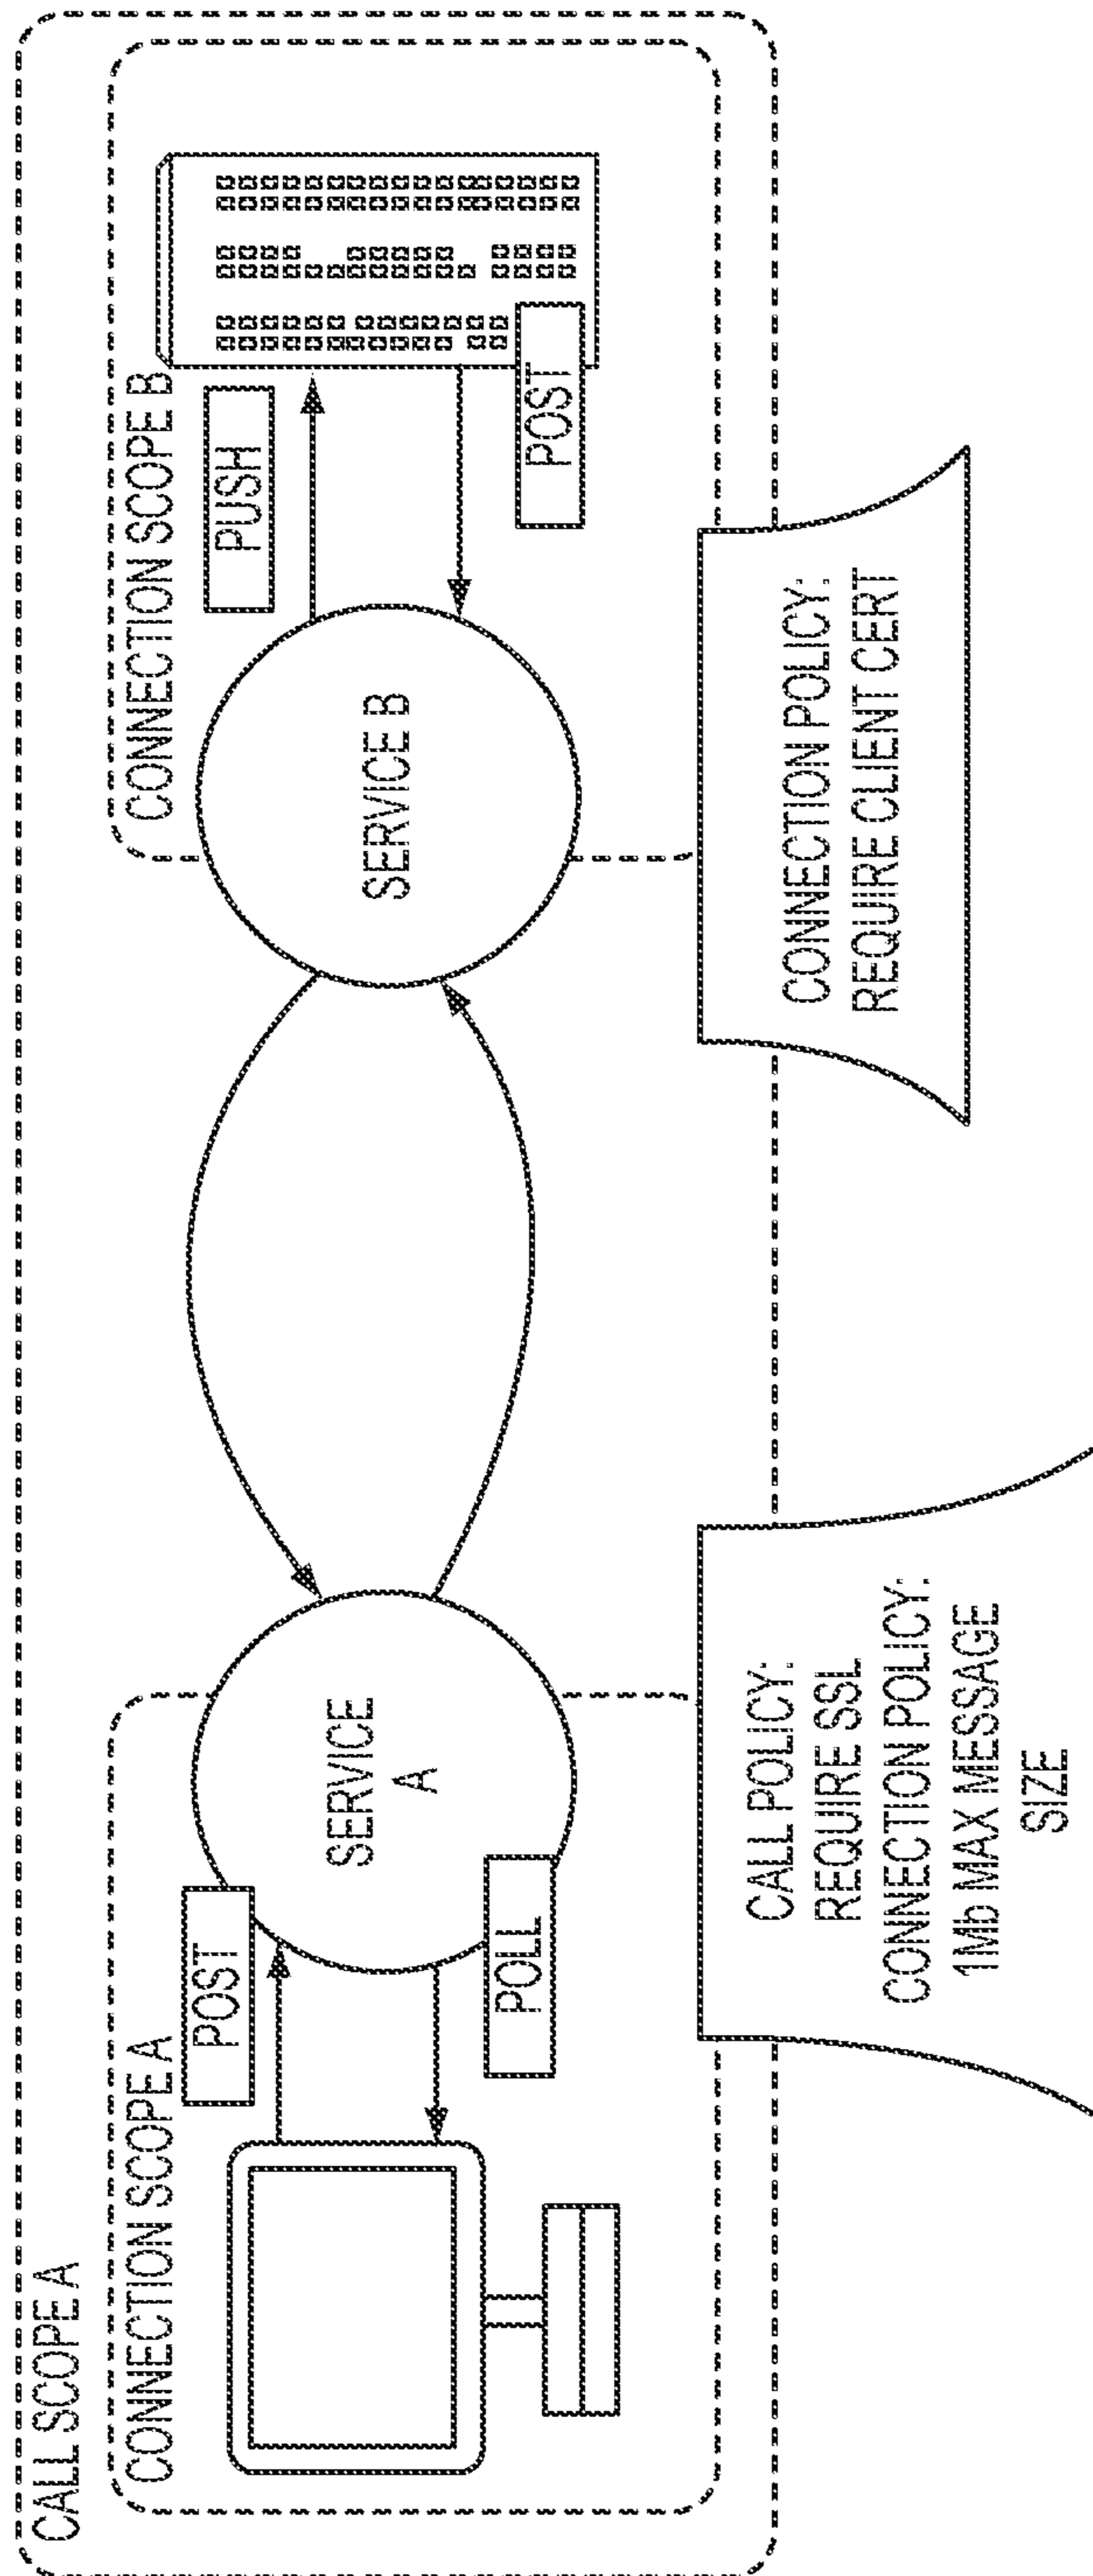 CALL SCOPE A
CONNECTION SCOPE A
POST
SERVICE
A
POLL
CONNECTION SCOPE B
PUSH
SERVICE B
POST
CALL POLICY:
REQUIRE SSL
CONNECTION POLICY:
1Mb MAX MESSAGE
SIZE
CONNECTION POLICY:
REQUIRE CLIENT CERT